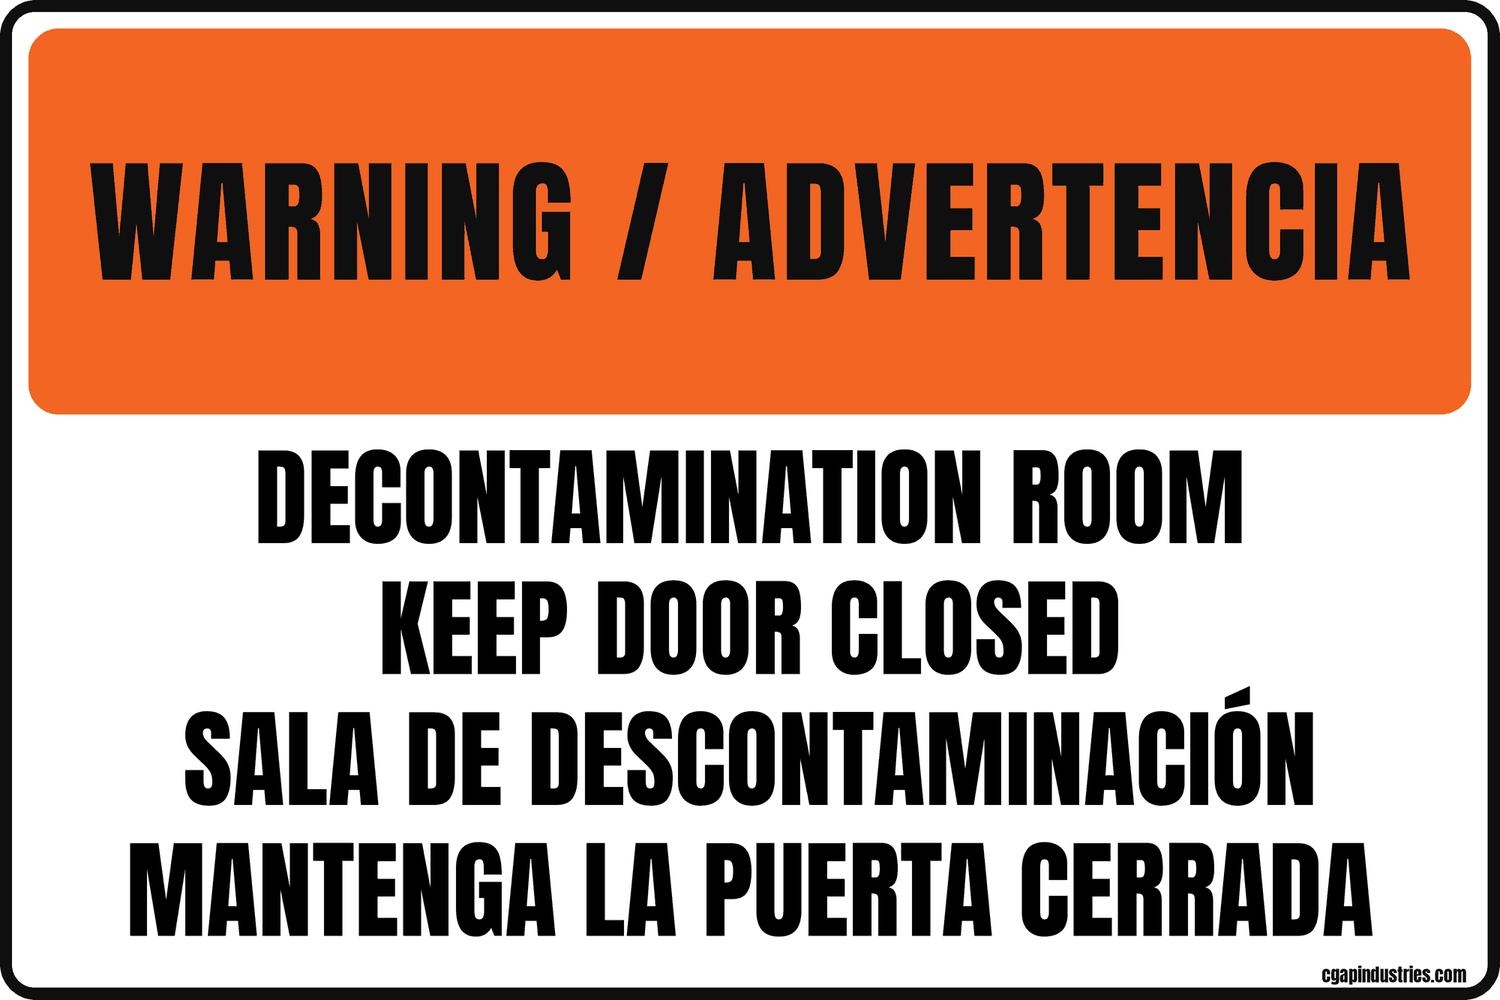 WARNING / ADVERTENCIA
DECONTAMINATION ROOM
KEEP DOOR CLOSED
SALA DE DESCONTAMINACIÓN
MANTENGA LA PUERTA CERRADA
cgapindustries.com